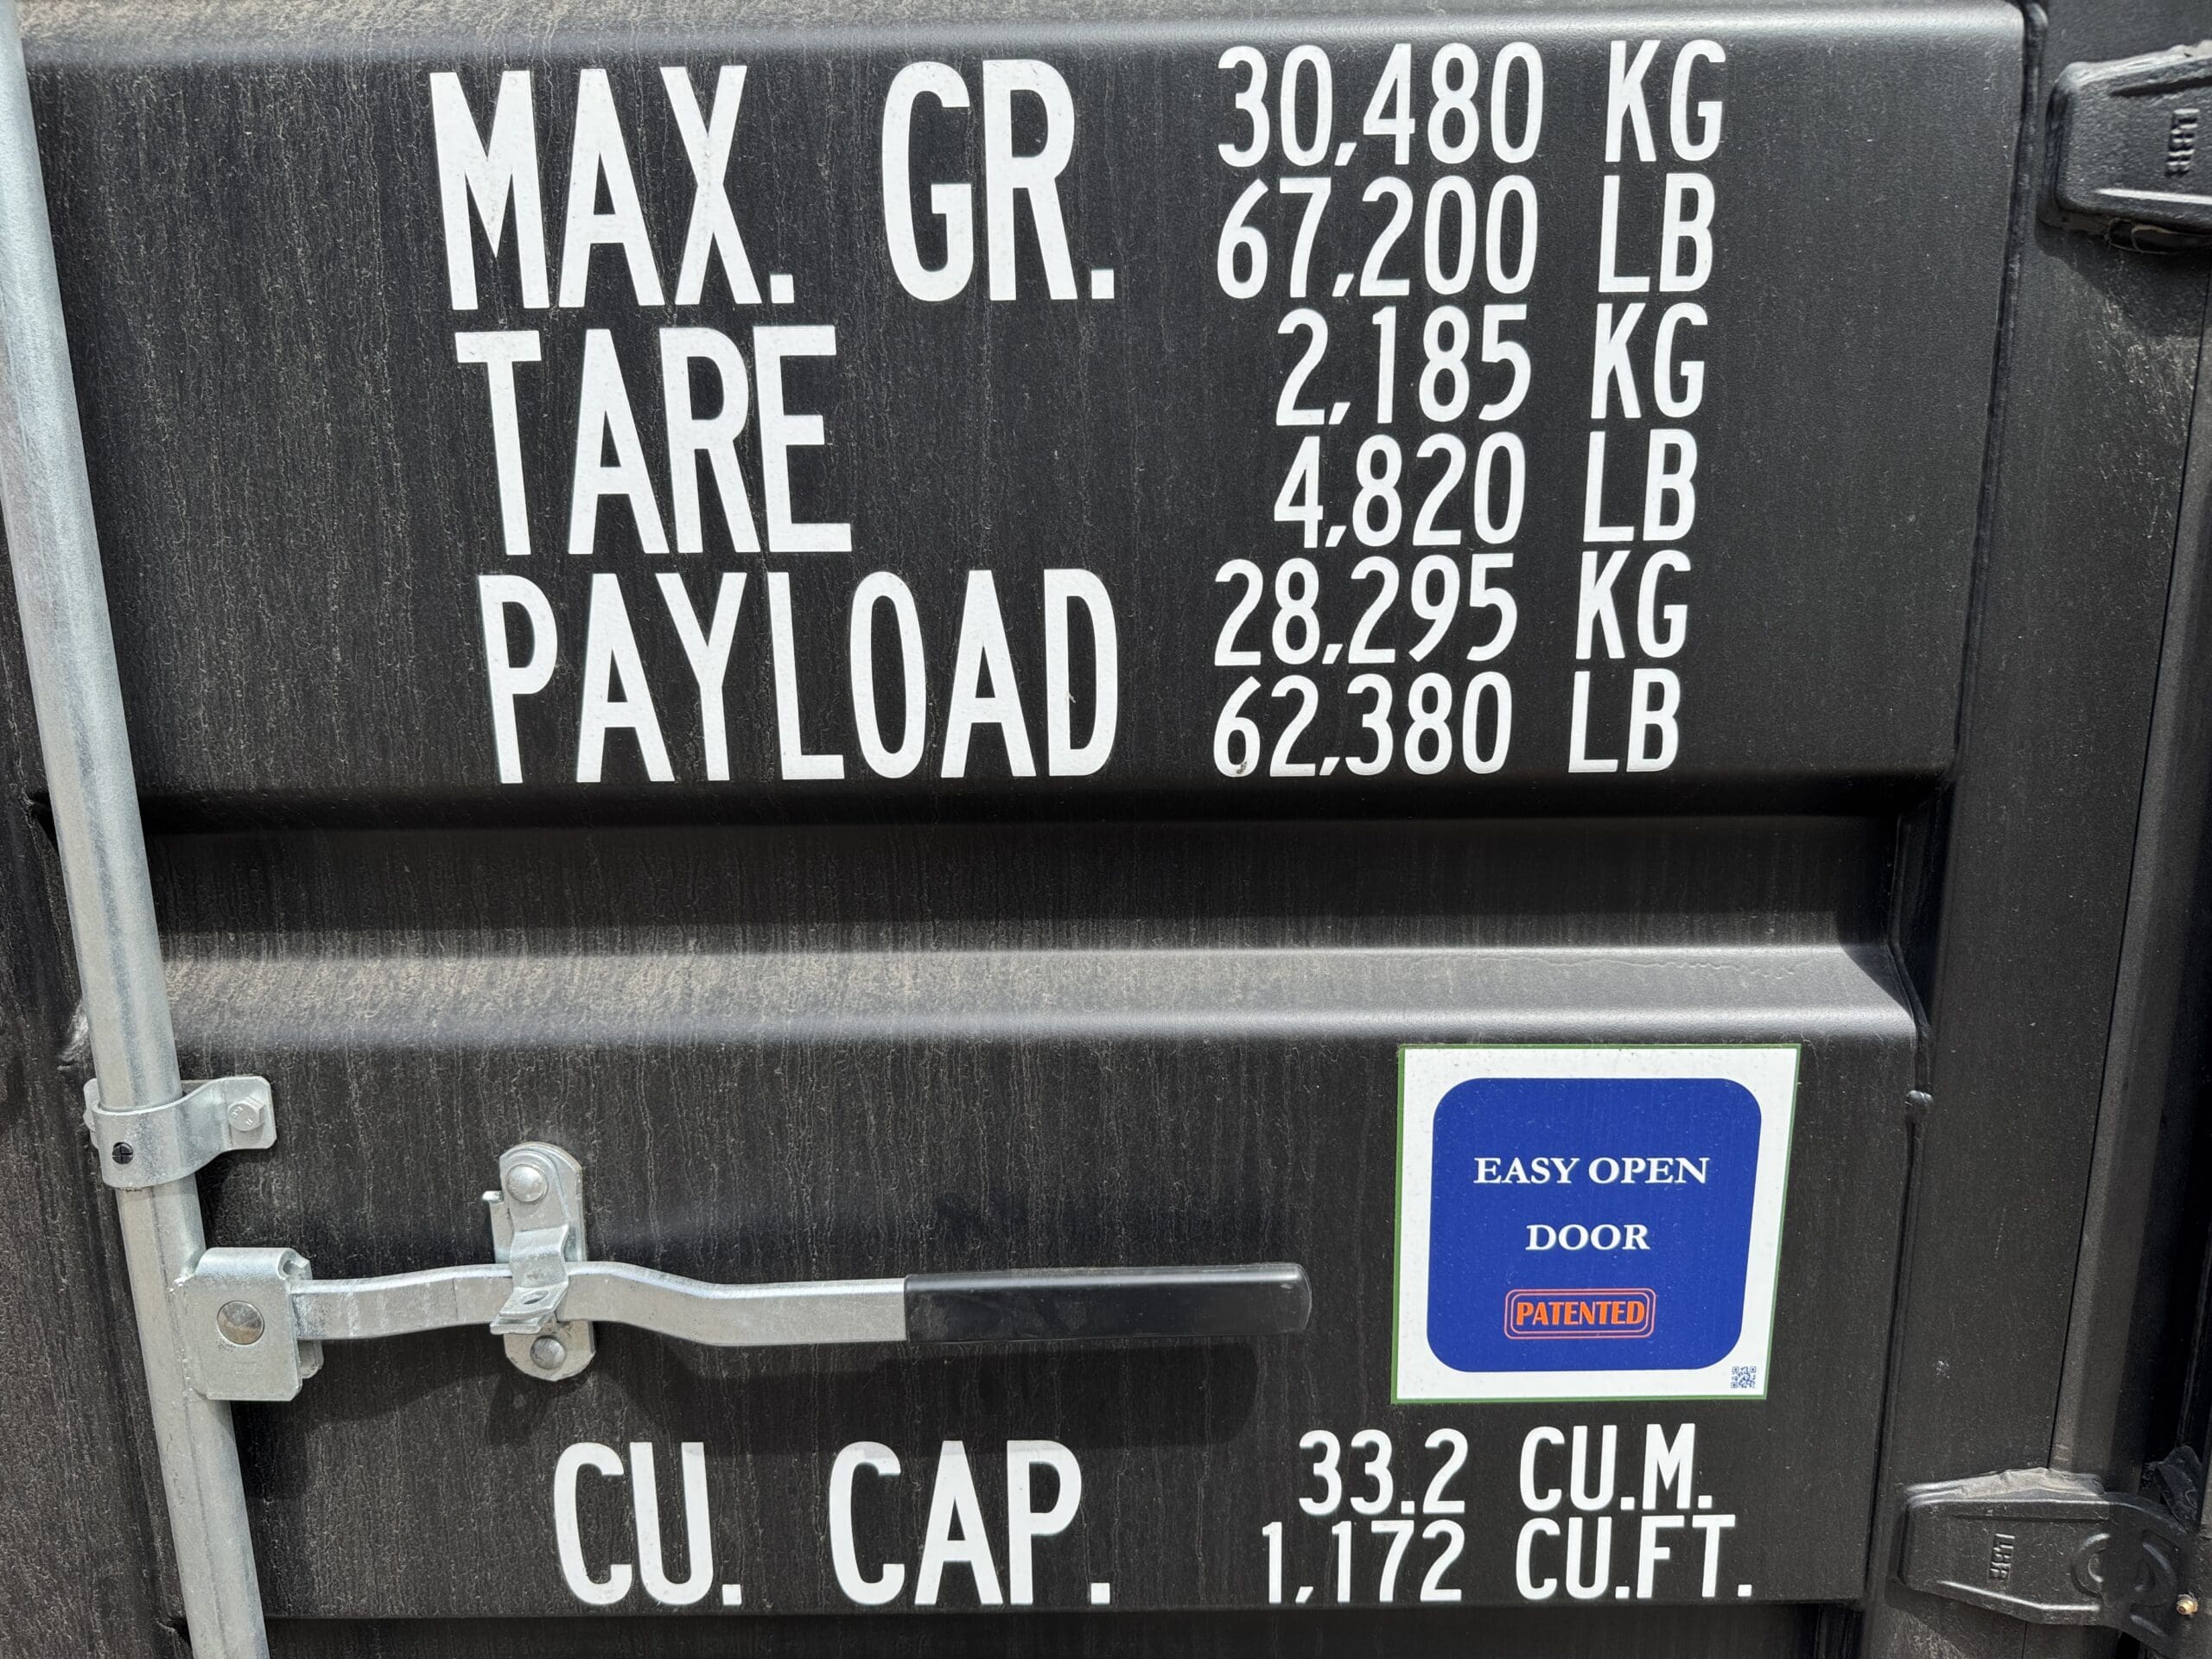 MAX. GR. 30,480 KG
67,200 LB
TARE 2,185 KG
4,820 LB
PAYLOAD 28,295 KG
62,380 LB
EASY OPEN
DOOR
PATENTED
CU. CAP. 33.2 CU.M.
1,172 CU.FT.